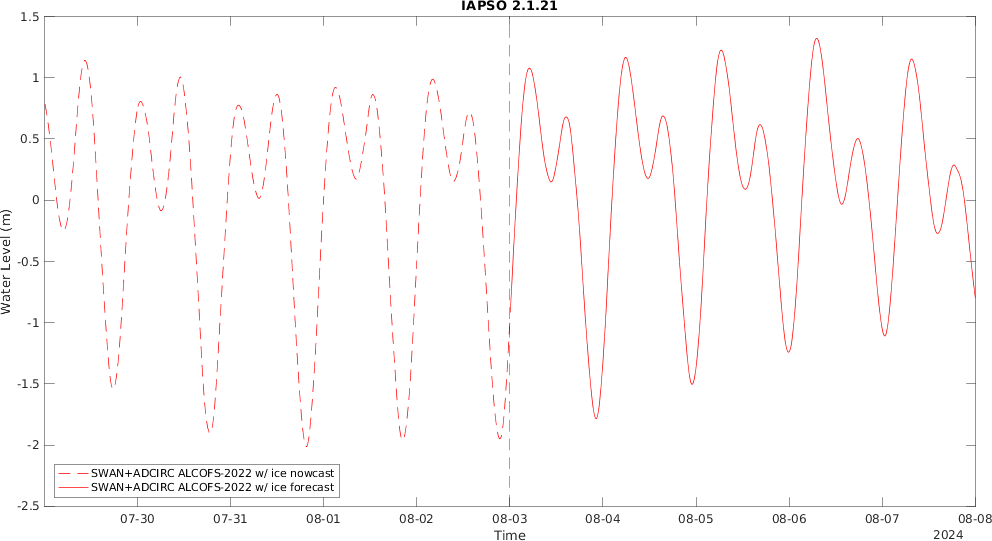 IAPSO 2.1.21
1.5
1
0.5
0
-0.5
-1
-1.5
-2
-2.5
Water Level (m)
SWAN+ADCIRC ALCOFS-2022 w/ ice nowcast
SWAN+ADCIRC ALCOFS-2022 w/ ice forecast
07-30 07-31 08-01 08-02 08-03 08-04 08-05 08-06 08-07 08-08
Time
2024